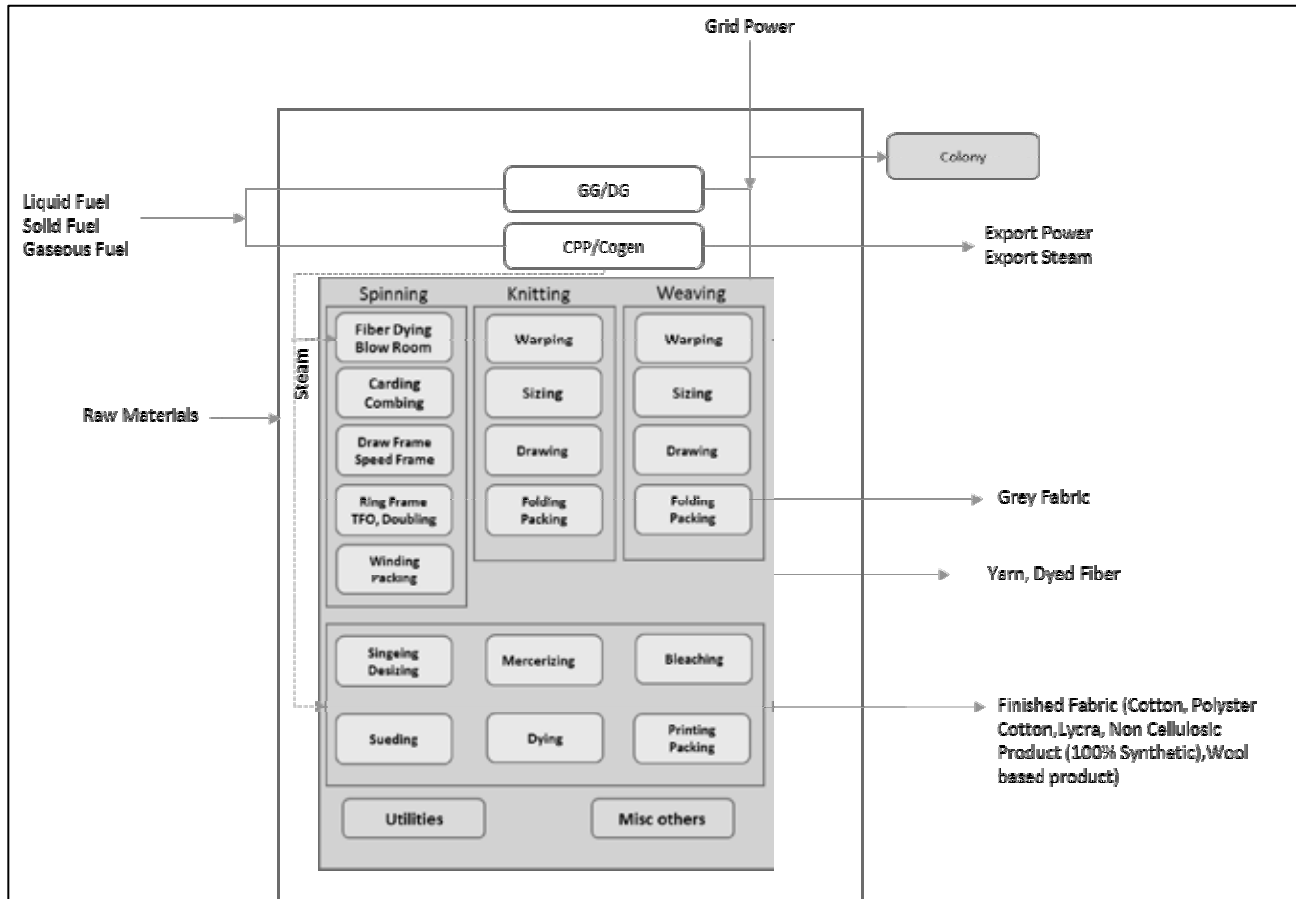 Grid Power
Colony
GG/DG
Liquid Fuel
Solid Fuel
Gaseous Fuel
CPP/Cogen
Export Power
Export Steam
Spinning
Knitting
Weaving
Fiber Dying
Blow Room
Warping
Warping
Steam
Carding
Combing
Sizing
Sizing
Raw Materials
Draw Frame
Speed Frame
Drawing
Drawing
Ring Frame
TFO, Doubling
Folding
Packing
Folding
Packing
Grey Fabric
Winding
Packing
Yarn, Dyed Fiber
Singeing
Desizing
Mercerizing
Bleaching
Sueding
Dying
Printing
Packing
Finished Fabric (Cotton, Polyster
Cotton,Lycra, Non Cellulosic
Product (100% Synthetic),Wool
based product)
Utilities
Misc others